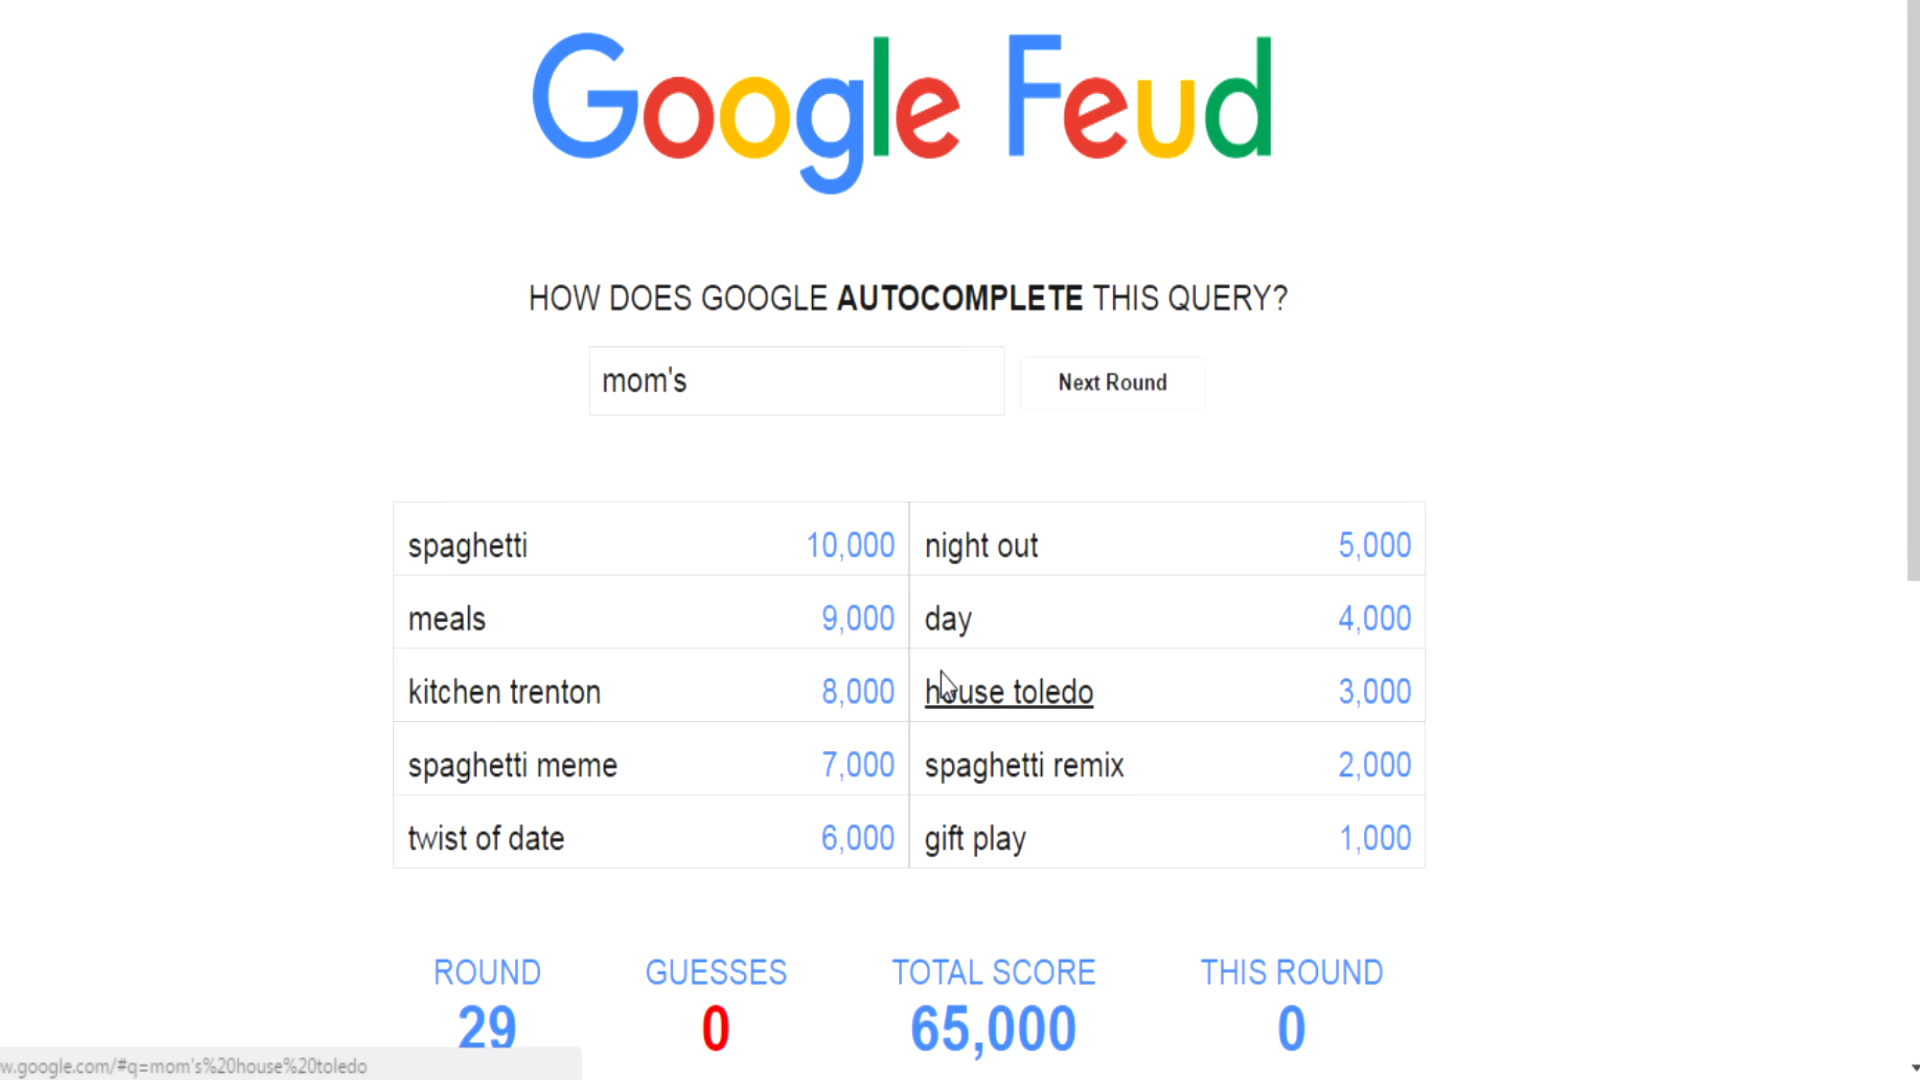 Google Feud
HOW DOES GOOGLE AUTOCOMPLETE THIS QUERY?
mom's
Next Round
spaghetti 10,000
meals 9,000
kitchen trenton 8,000
spaghetti meme 7,000
twist of date 6,000
night out 5,000
day 4,000
house toledo 3,000
spaghetti remix 2,000
gift play 1,000
ROUND
29
GUESSES
0
TOTAL SCORE
65,000
THIS ROUND
0
w.google.com/#q=mom's%20house%20toledo